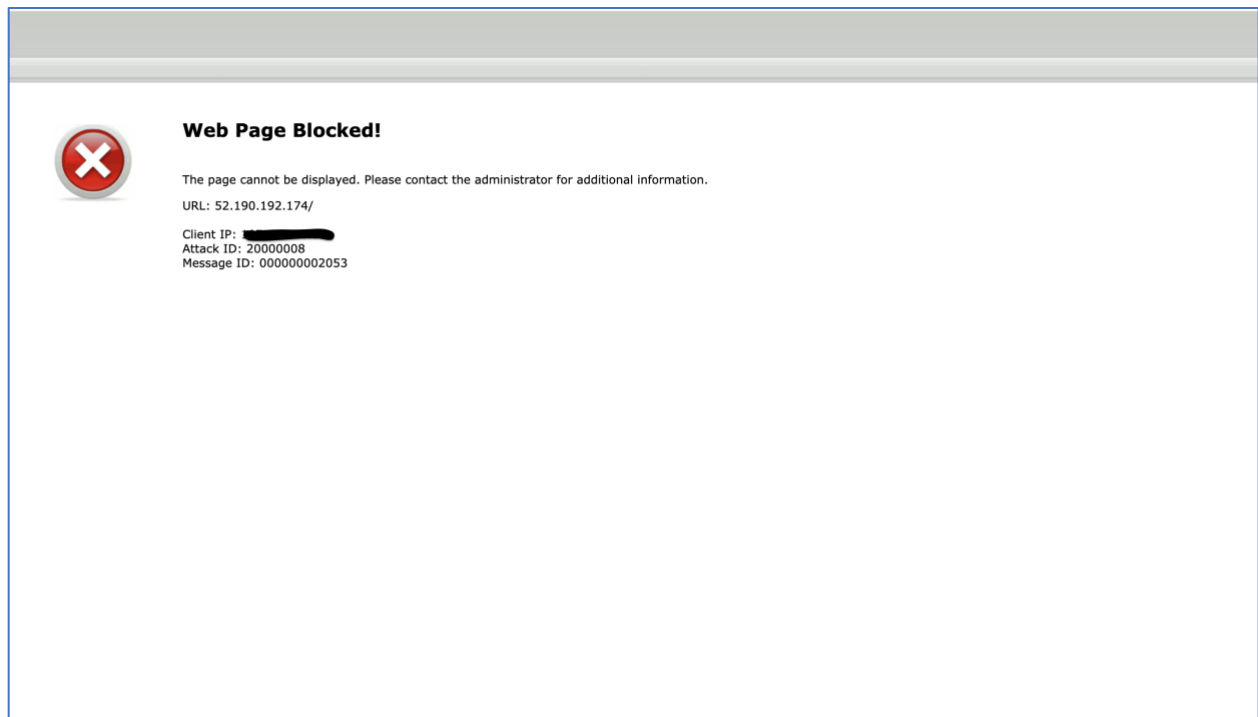 Web Page Blocked!
The page cannot be displayed. Please contact the administrator for additional information.
URL: 52.190.192.174/
Client IP:
Attack ID: 20000008
Message ID: 000000002053